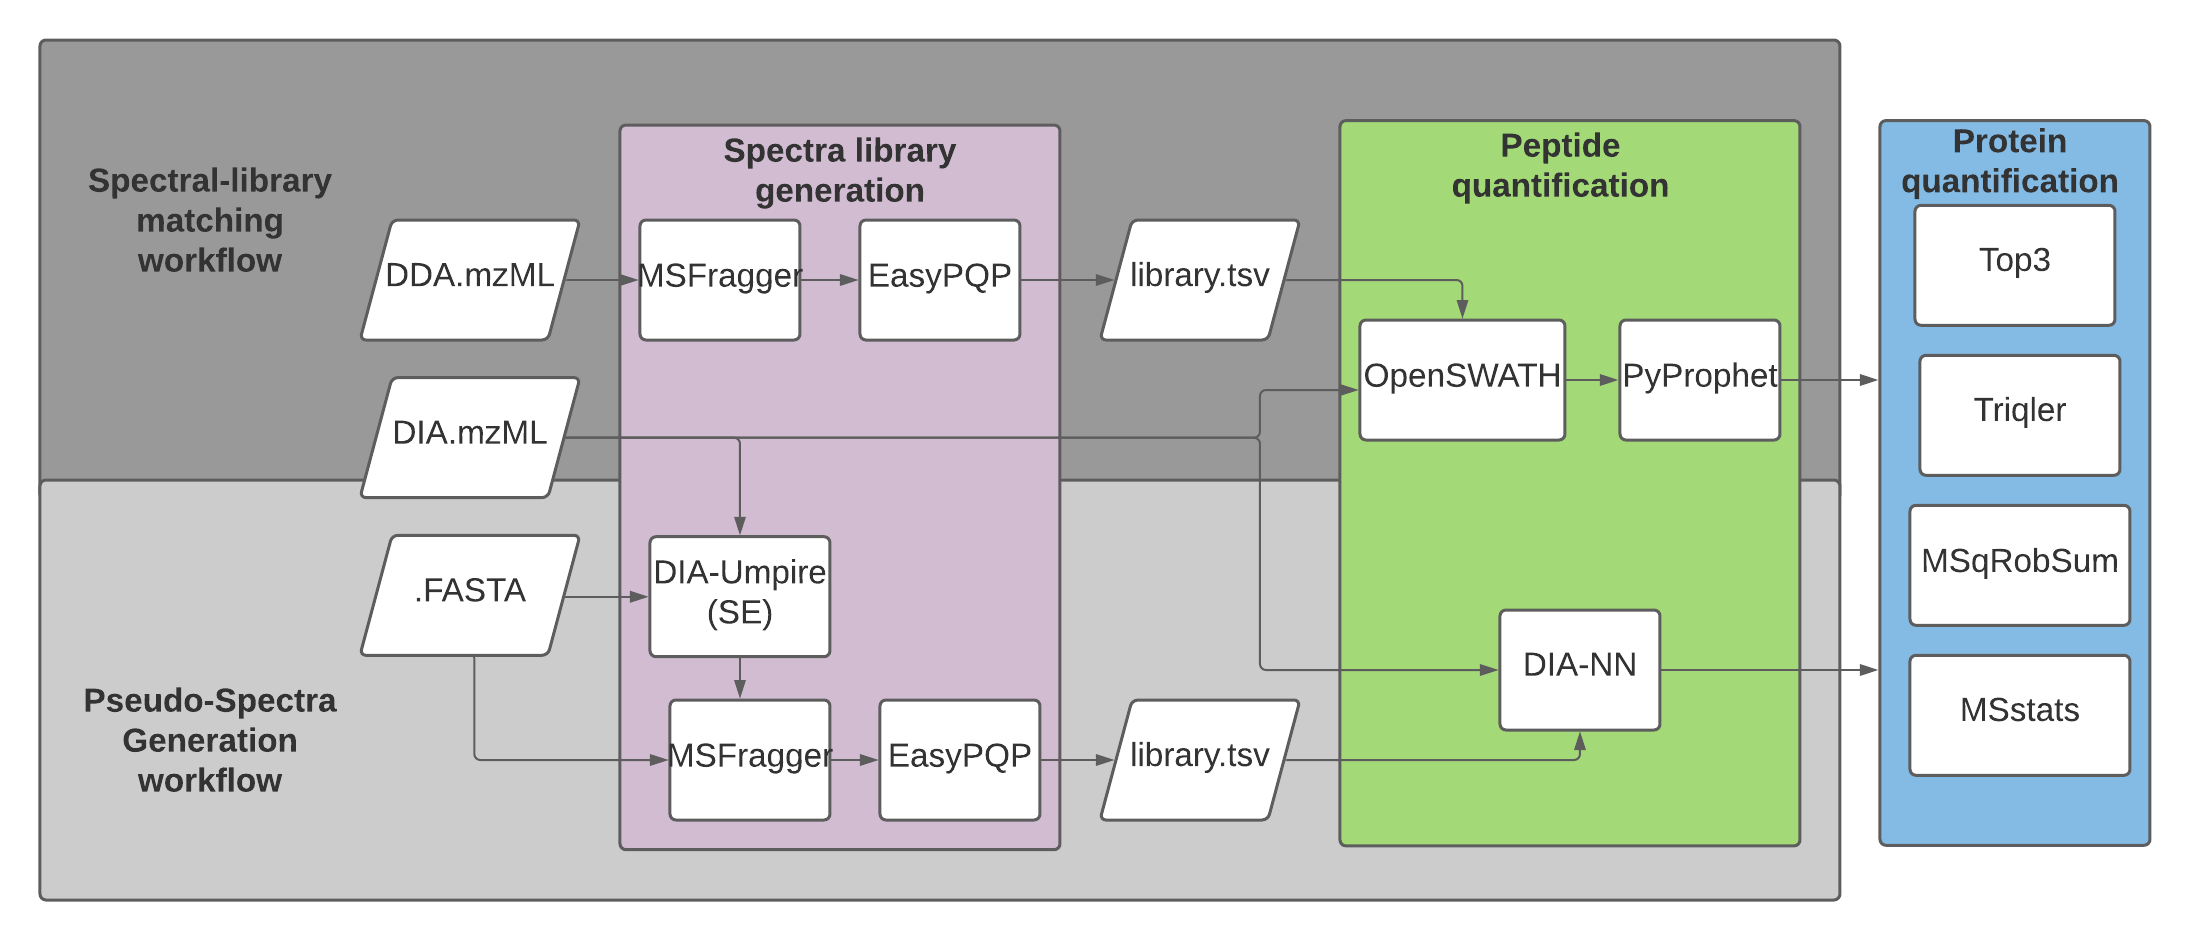 Spectral-library
matching
workflow
DDA.mzML
DIA.mzML
Spectra library
generation
MSFragger
EasyPQP
library.tsv
Peptide
quantification
OpenSWATH
PyProphet
Pseudo-Spectra
Generation
workflow
.FASTA
DIA-Umpire
(SE)
MSFragger
EasyPQP
library.tsv
DIA-NN
Protein
quantification
Top3
Triqler
MSqRobSum
MSstats